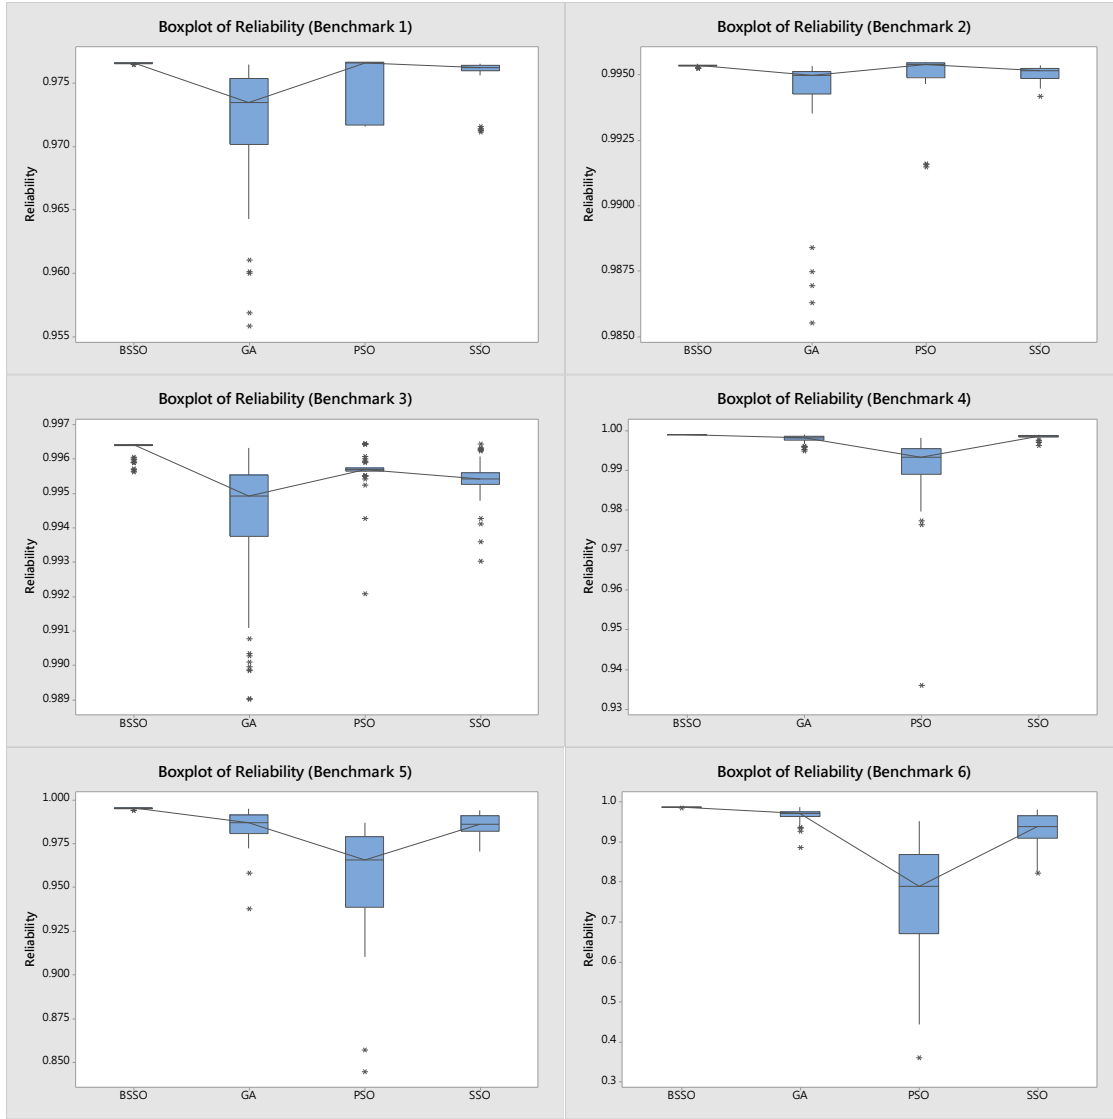 Boxplot of Reliability (Benchmark 1)
Reliability
0.975
0.970
0.965
0.960
0.955
BSSO GA PSO SSO
Boxplot of Reliability (Benchmark 2)
Reliability
0.9950
0.9925
0.9900
0.9875
0.9850
BSSO GA PSO SSO
Boxplot of Reliability (Benchmark 3)
Reliability
0.997
0.996
0.995
0.994
0.993
0.992
0.991
0.990
0.989
BSSO GA PSO SSO
Boxplot of Reliability (Benchmark 4)
Reliability
1.00
0.99
0.98
0.97
0.96
0.95
0.94
0.93
BSSO GA PSO SSO
Boxplot of Reliability (Benchmark 5)
Reliability
1.000
0.975
0.950
0.925
0.900
0.875
0.850
BSSO GA PSO SSO
Boxplot of Reliability (Benchmark 6)
Reliability
1.0
0.9
0.8
0.7
0.6
0.5
0.4
0.3
BSSO GA PSO SSO